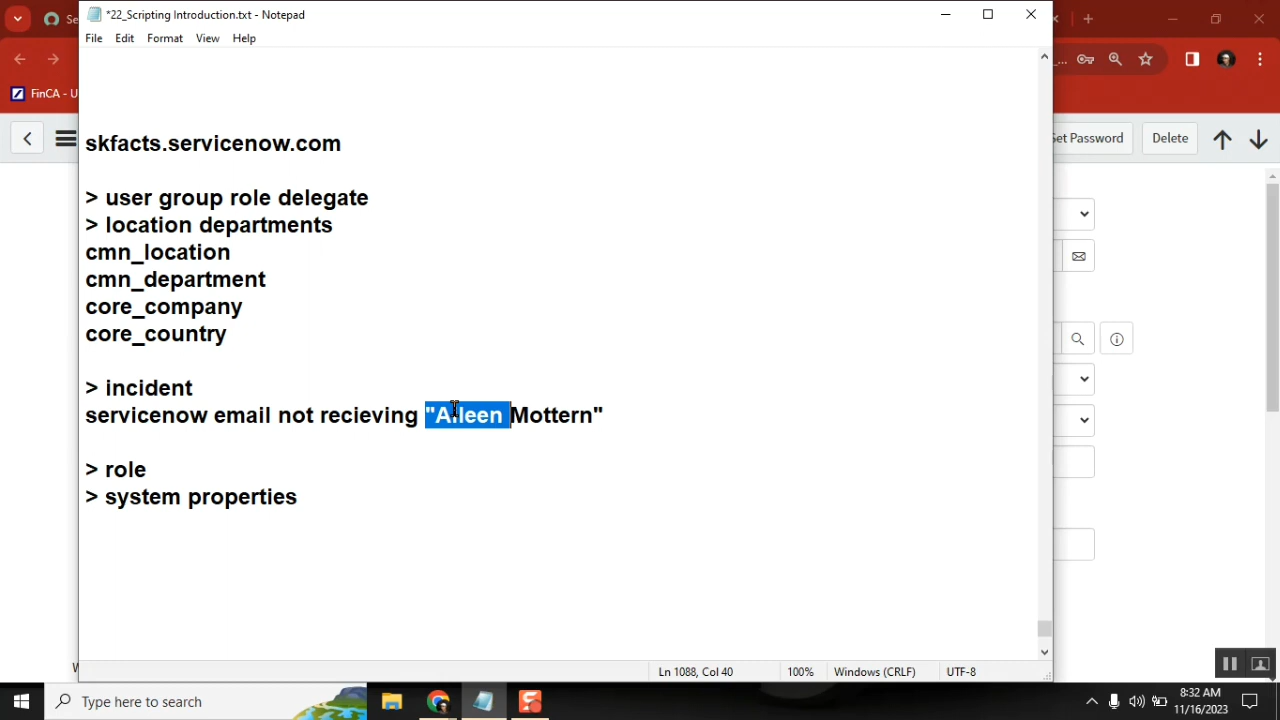 *22_Scripting Introduction.txt - Notepad
File Edit Format View Help
FinCA - U
Set Password
Delete
skfacts.servicenow.com
> user group role delegate
> location departments
cmn_location
cmn_department
core_company
core_country
> incident
servicenow email not recieving "Aileen Mottern"
> role
> system properties
Ln 1088, Col 40
100%
Windows (CRLF)
UTF-8
Type here to search
8:32 AM
11/16/2023